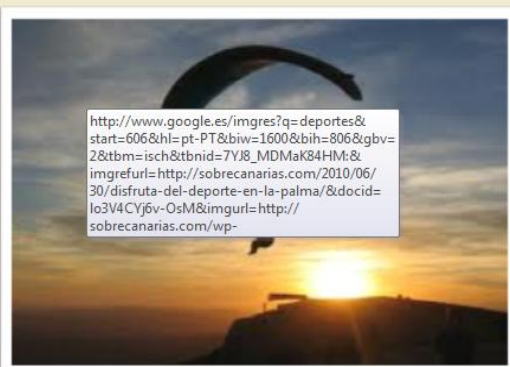 http://www.google.es/imgres?q=deportes&
start=606&hl=pt-PT&biw=1600&bih=806&gbv=
2&tbm=isch&tbnid=7YJ8_MDMaK84HM:&
imgrefurl=http://sobrecanarias.com/2010/06/
30/disfruta-del-deporte-en-la-palma/&docid=
lo3V4CYj6v-OsM&imgurl=http://
sobrecanarias.com/wp-